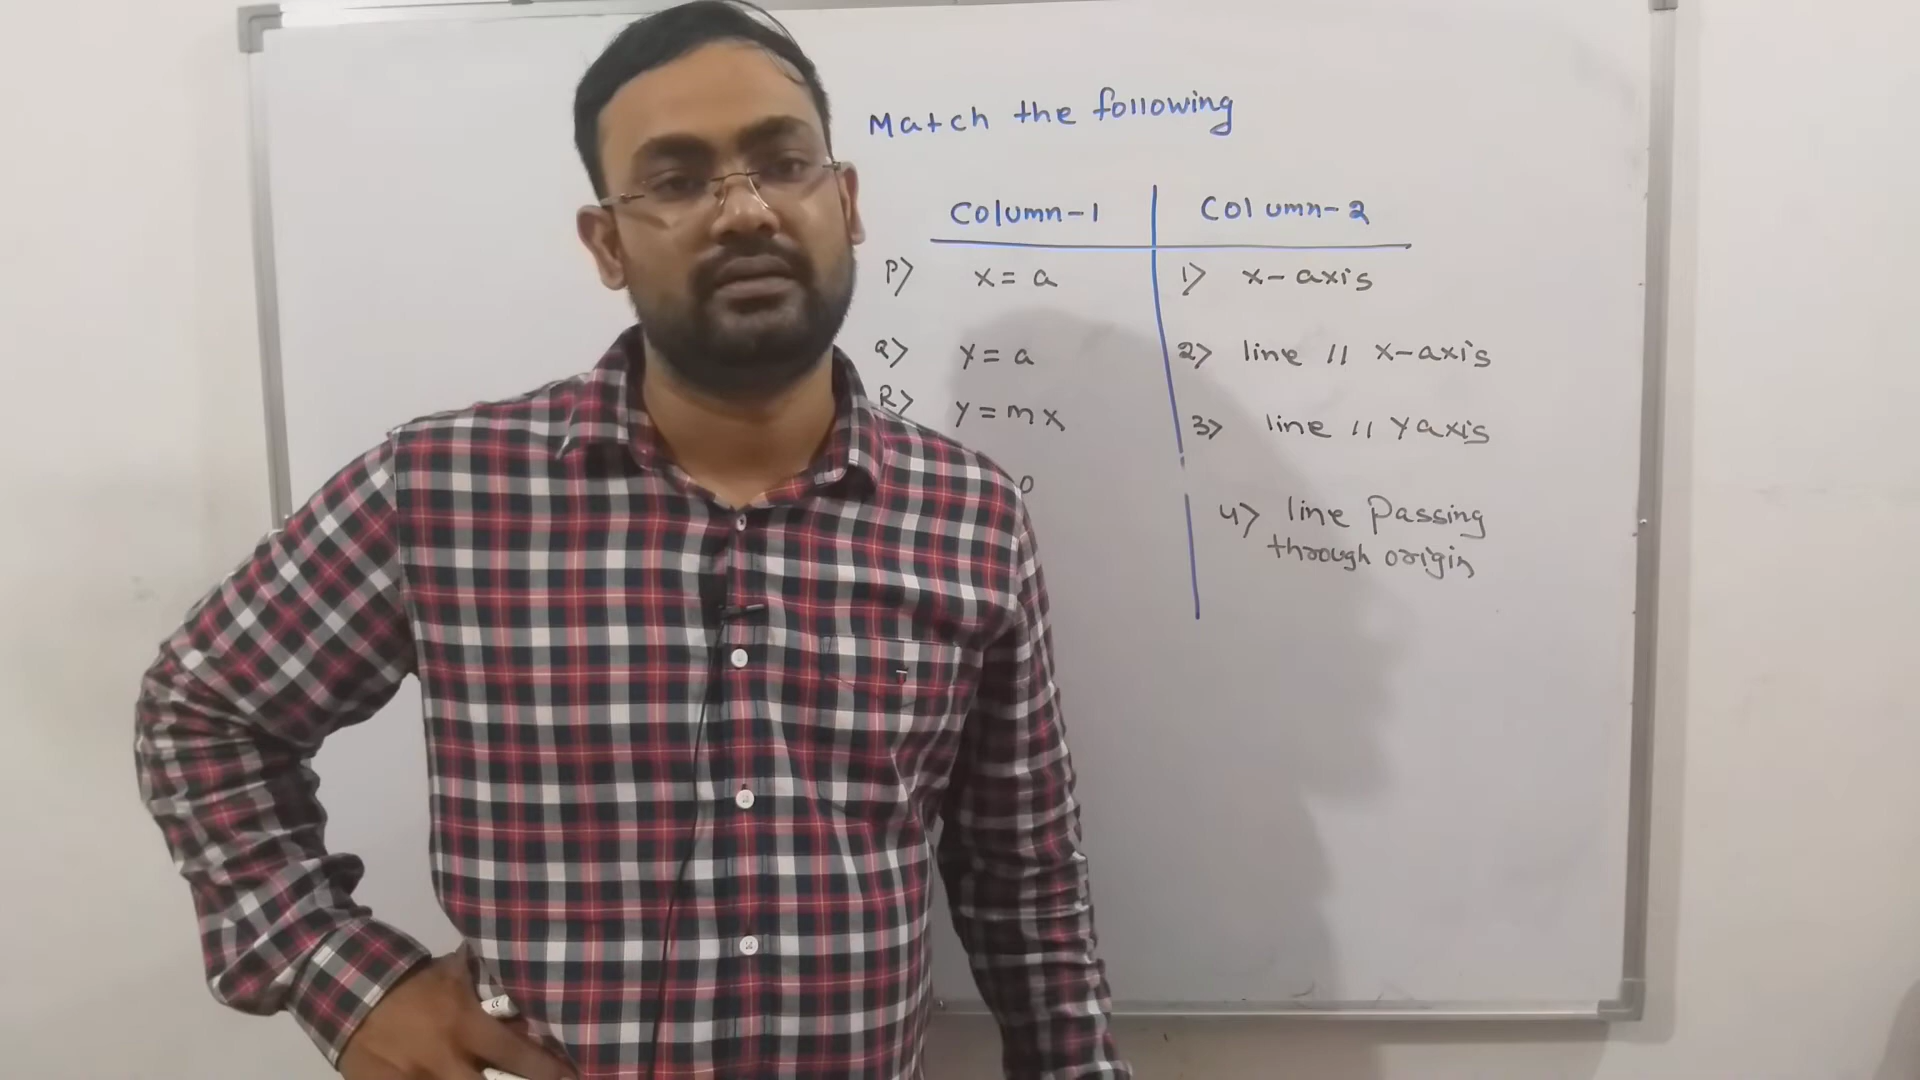 Match the following
Column-1 Column-2
P> x = a 1> x-axis
Q> y = a 2> line // x-axis
R> y = mx 3> line // y axis
0
4> line passing
through origin